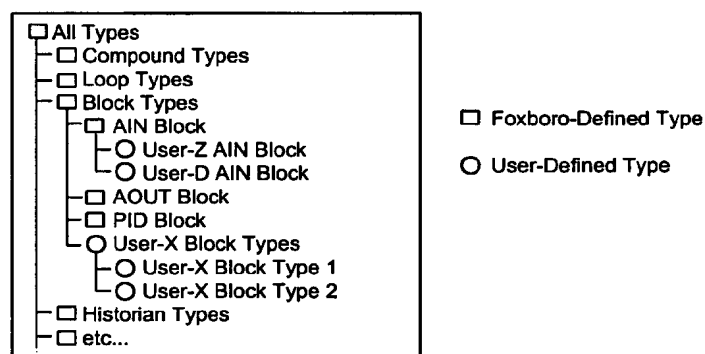 All Types
Compound Types
Loop Types
Block Types
AIN Block
User-Z AIN Block
User-D AIN Block
AOUT Block
PID Block
User-X Block Types
User-X Block Type 1
User-X Block Type 2
Historian Types
etc...
Foxboro-Defined Type
User-Defined Type